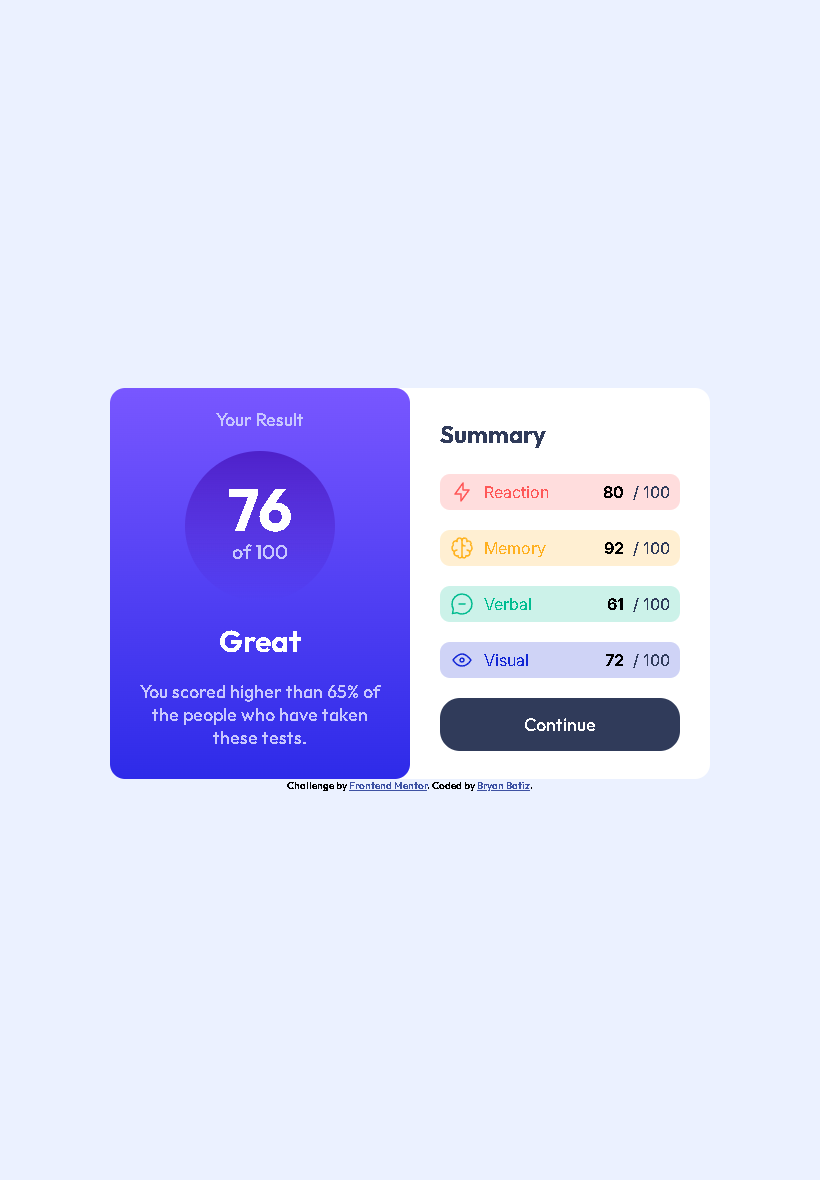 Your Result
76
of 100
Great
You scored higher than 65% of
the people who have taken
these tests.
Summary
Reaction 80 / 100
Memory 92 / 100
Verbal 61 / 100
Visual 72 / 100
Continue
Challenge by Frontend Mentor. Coded by Bryan Batiz.